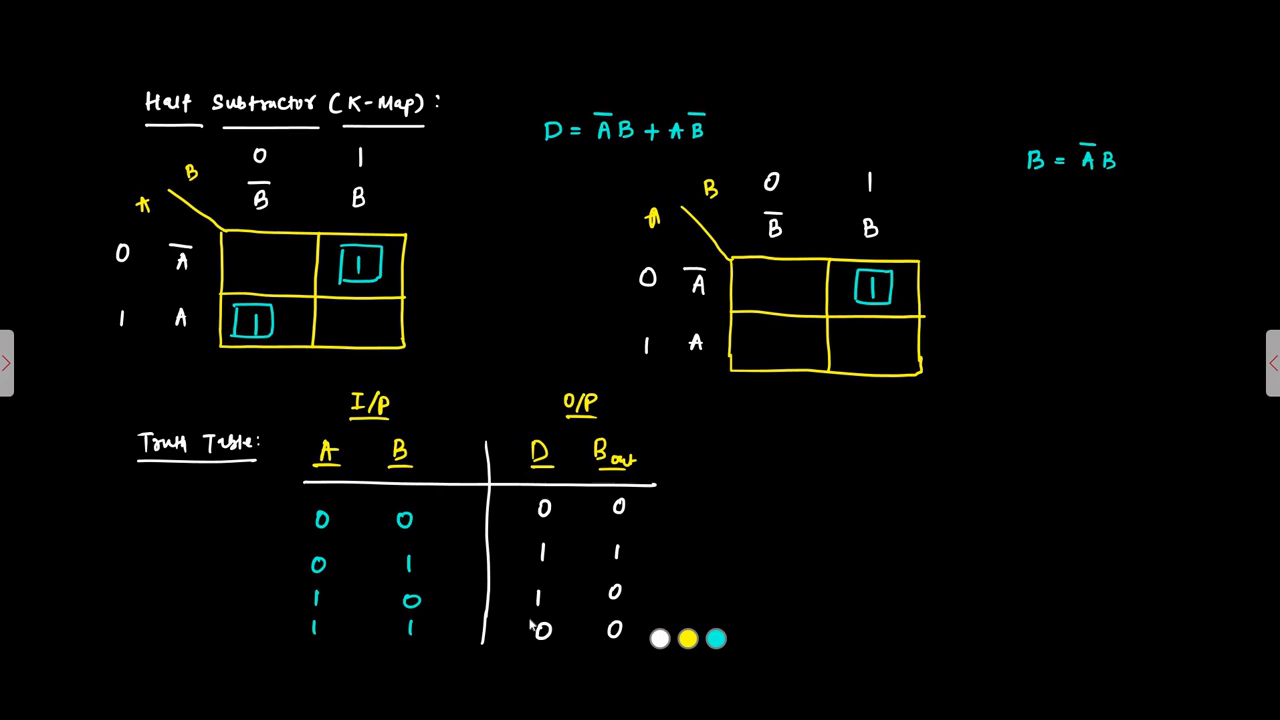 Half Subtractor (K-Map) :
D = A̅ B + A B̅
B = A̅ B
0 1
B
B̅ B
A
0 A̅ 1
1 A 1
0 1
B
B̅ B
A
0 A̅ 1
1 A
I/P O/P
Truth Table:
A B D Bout
0 0 0 0
0 1 1 1
1 0 1 0
1 1 0 0